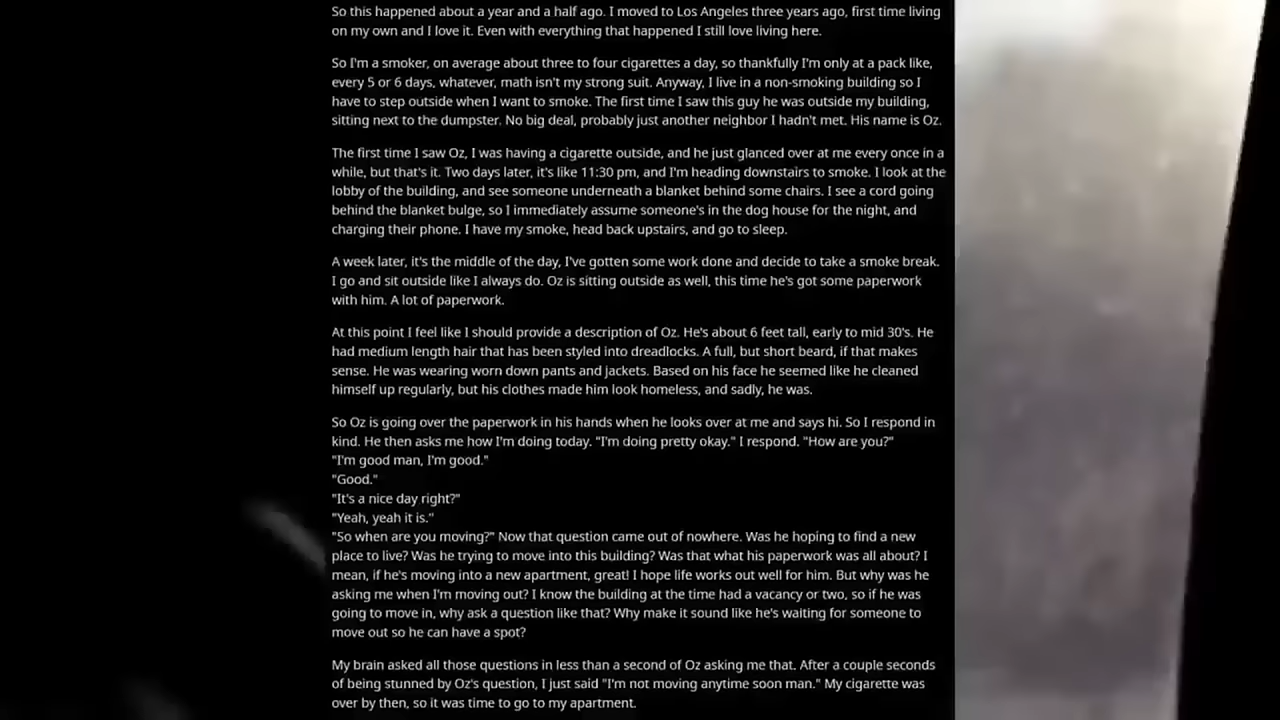 So this happened about a year and a half ago. I moved to Los Angeles three years ago, first time living
on my own and I love it. Even with everything that happened I still love living here.
So I'm a smoker, on average about three to four cigarettes a day, so thankfully I'm only at a pack like,
every 5 or 6 days, whatever, math isn't my strong suit. Anyway, I live in a non-smoking building so I
have to step outside when I want to smoke. The first time I saw this guy he was outside my building,
sitting next to the dumpster. No big deal, probably just another neighbor I hadn't met. His name is Oz.
The first time I saw Oz, I was having a cigarette outside, and he just glanced over at me every once in a
while, but that's it. Two days later, it's like 11:30 pm, and I'm heading downstairs to smoke. I look at the
lobby of the building, and see someone underneath a blanket behind some chairs. I see a cord going
behind the blanket bulge, so I immediately assume someone's in the dog house for the night, and
charging their phone. I have my smoke, head back upstairs, and go to sleep.
A week later, it's the middle of the day, I've gotten some work done and decide to take a smoke break.
I go and sit outside like I always do. Oz is sitting outside as well, this time he's got some paperwork
with him. A lot of paperwork.
At this point I feel like I should provide a description of Oz. He's about 6 feet tall, early to mid 30's. He
had medium length hair that has been styled into dreadlocks. A full, but short beard, if that makes
sense. He was wearing worn down pants and jackets. Based on his face he seemed like he cleaned
himself up regularly, but his clothes made him look homeless, and sadly, he was.
So Oz is going over the paperwork in his hands when he looks over at me and says hi. So I respond in
kind. He then asks me how I'm doing today. "I'm doing pretty okay." I respond. "How are you?"
"I'm good man, I'm good."
"Good."
"It's a nice day right?"
"Yeah, yeah it is."
"So when are you moving?" Now that question came out of nowhere. Was he hoping to find a new
place to live? Was he trying to move into this building? Was that what his paperwork was all about? I
mean, if he's moving into a new apartment, great! I hope life works out well for him. But why was he
asking me when I'm moving out? I know the building at the time had a vacancy or two, so if he was
going to move in, why ask a question like that? Why make it sound like he's waiting for someone to
move out so he can have a spot?
My brain asked all those questions in less than a second of Oz asking me that. After a couple seconds
of being stunned by Oz's question, I just said "I'm not moving anytime soon man." My cigarette was
over by then, so it was time to go to my apartment.